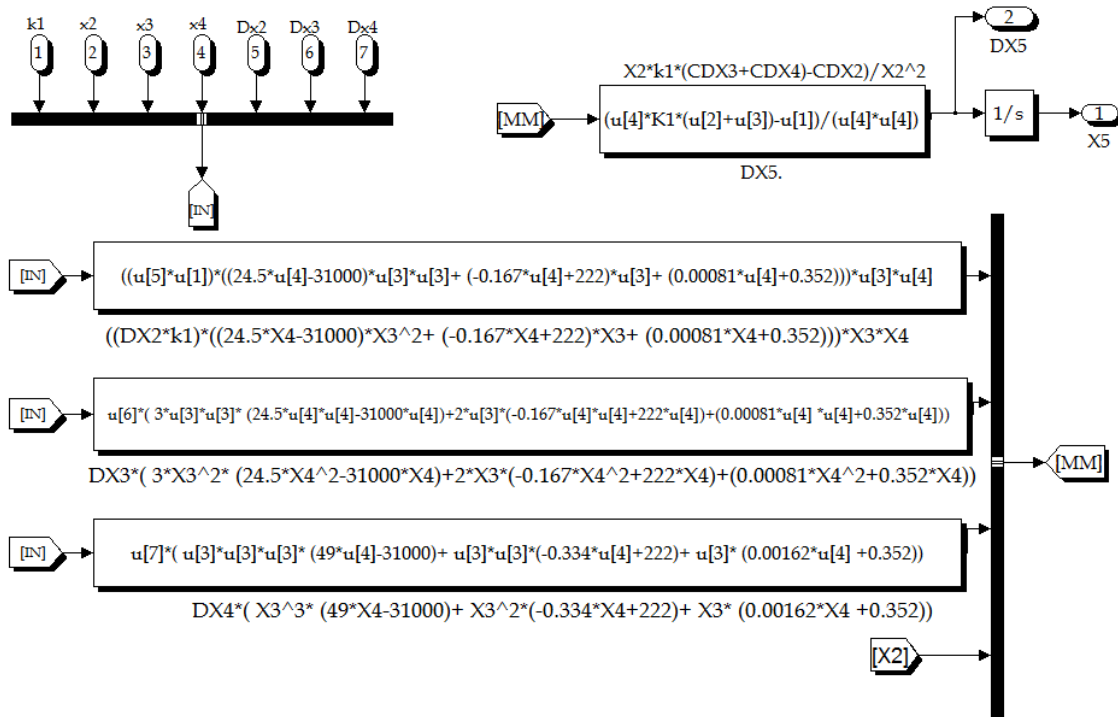 k1 x2 x3 x4 Dx2 Dx3 Dx4
1 2 3 4 5 6 7
[IN]
2
DX5
X2*k1*(CDX3+CDX4)-CDX2)/X2^2
[MM]
(u[4]*K1*(u[2]+u[3])-u[1])/(u[4]*u[4])
1/s
1
X5
DX5.
[IN]
((u[5]*u[1])*((24.5*u[4]-31000)*u[3]*u[3]+ (-0.167*u[4]+222)*u[3]+ (0.00081*u[4]+0.352)))*u[3]*u[4]
((DX2*k1)*((24.5*X4-31000)*X3^2+ (-0.167*X4+222)*X3+ (0.00081*X4+0.352)))*X3*X4
[IN]
u[6]*( 3*u[3]*u[3]* (24.5*u[4]*u[4]-31000*u[4])+2*u[3]*(-0.167*u[4]*u[4]+222*u[4])+(0.00081*u[4] *u[4]+0.352*u[4]))
DX3*( 3*X3^2* (24.5*X4^2-31000*X4)+2*X3*(-0.167*X4^2+222*X4)+(0.00081*X4^2+0.352*X4))
[MM]
[IN]
u[7]*( u[3]*u[3]*u[3]* (49*u[4]-31000)+ u[3]*u[3]*(-0.334*u[4]+222)+ u[3]* (0.00162*u[4] +0.352))
DX4*( X3^3* (49*X4-31000)+ X3^2*(-0.334*X4+222)+ X3* (0.00162*X4 +0.352))
[X2]